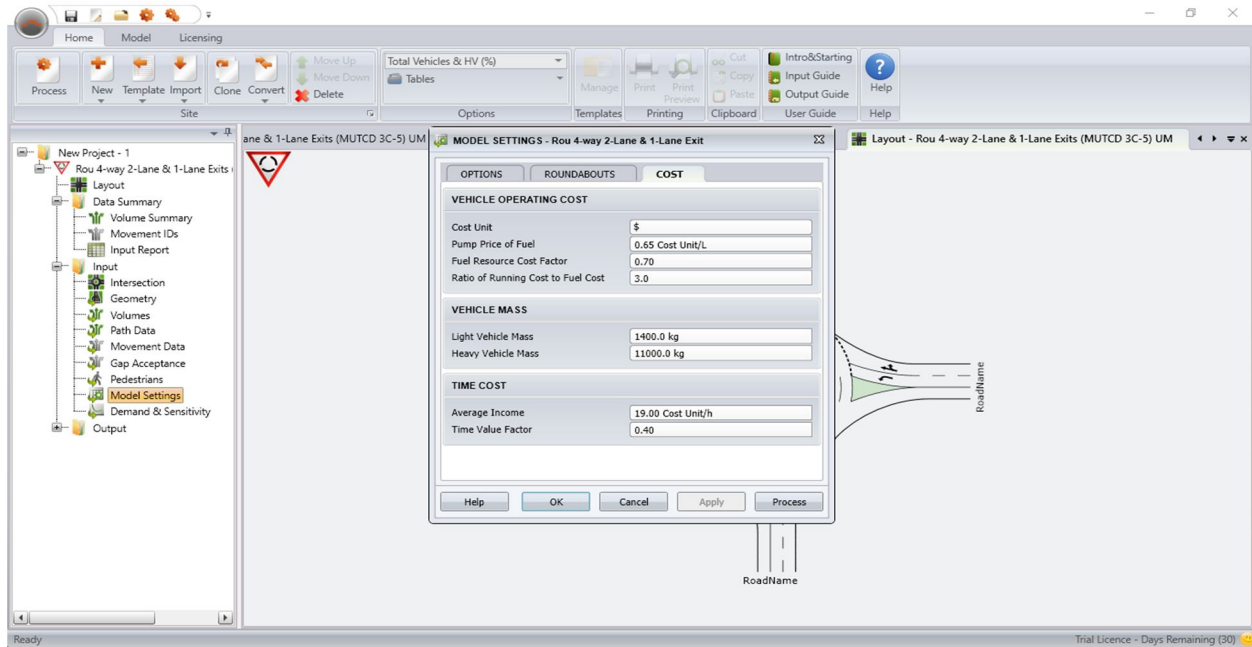 Home Model Licensing
Process
New
Template
Import
Clone
Convert
Move Up
Move Down
Delete
Site
Total Vehicles & HV (%)
Tables
Options
Manage
Templates
Print
Print Preview
Printing
Cut
Copy
Paste
Clipboard
Intro&Starting
Input Guide
Output Guide
User Guide
Help
Help
New Project - 1
Rou 4-way 2-Lane & 1-Lane Exits
Layout
Data Summary
Volume Summary
Movement IDs
Input Report
Input
Intersection
Geometry
Volumes
Path Data
Movement Data
Gap Acceptance
Pedestrians
Model Settings
Demand & Sensitivity
Output
ane & 1-Lane Exits (MUTCD 3C-5) UM
Layout - Rou 4-way 2-Lane & 1-Lane Exits (MUTCD 3C-5) UM
MODEL SETTINGS - Rou 4-way 2-Lane & 1-Lane Exit
OPTIONS ROUNDABOUTS COST
VEHICLE OPERATING COST
Cost Unit $
Pump Price of Fuel 0.65 Cost Unit/L
Fuel Resource Cost Factor 0.70
Ratio of Running Cost to Fuel Cost 3.0
VEHICLE MASS
Light Vehicle Mass 1400.0 kg
Heavy Vehicle Mass 11000.0 kg
TIME COST
Average Income 19.00 Cost Unit/h
Time Value Factor 0.40
Help OK Cancel Apply Process
RoadName
RoadName
Ready
Trial Licence - Days Remaining (30)